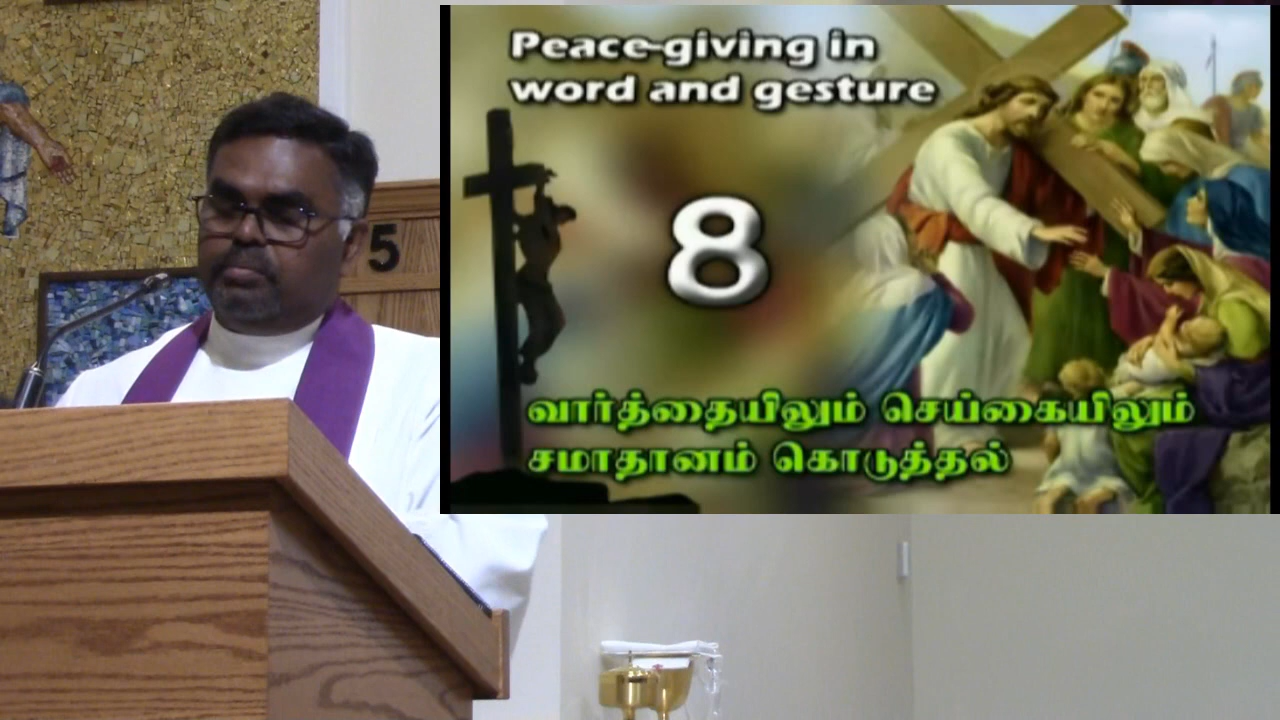 Peace-giving in
word and gesture
8
வார்த்தையிலும் செய்கையிலும்
சமாதானம் கொடுத்தல்
5